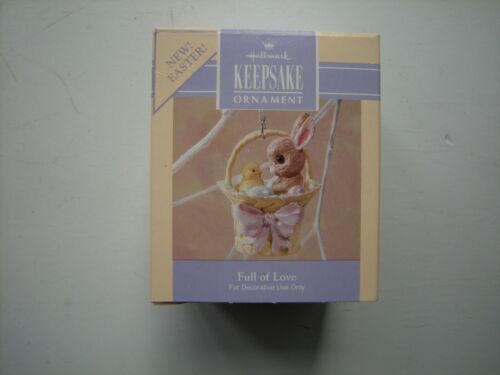 NEW!
EASTER!
Hallmark
KEEPSAKE
ORNAMENT
Full of Love
For Decorative Use Only